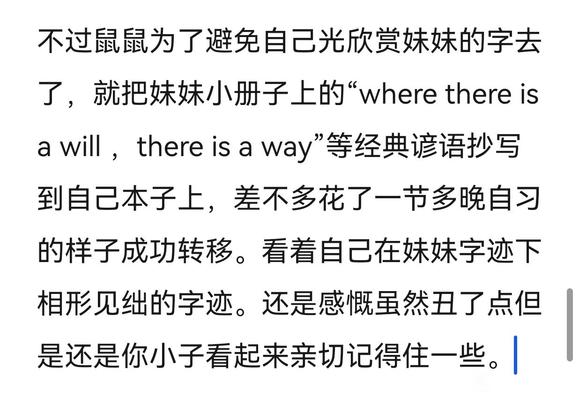 不过鼠鼠为了避免自己光欣赏妹妹的字去
了，就把妹妹小册子上的“where there is
a will ，there is a way”等经典谚语抄写
到自己本子上，差不多花了一节多晚自习
的样子成功转移。看着自己在妹妹字迹下
相形见绌的字迹。还是感慨虽然丑了点但
是还是你小子看起来亲切记得住一些。